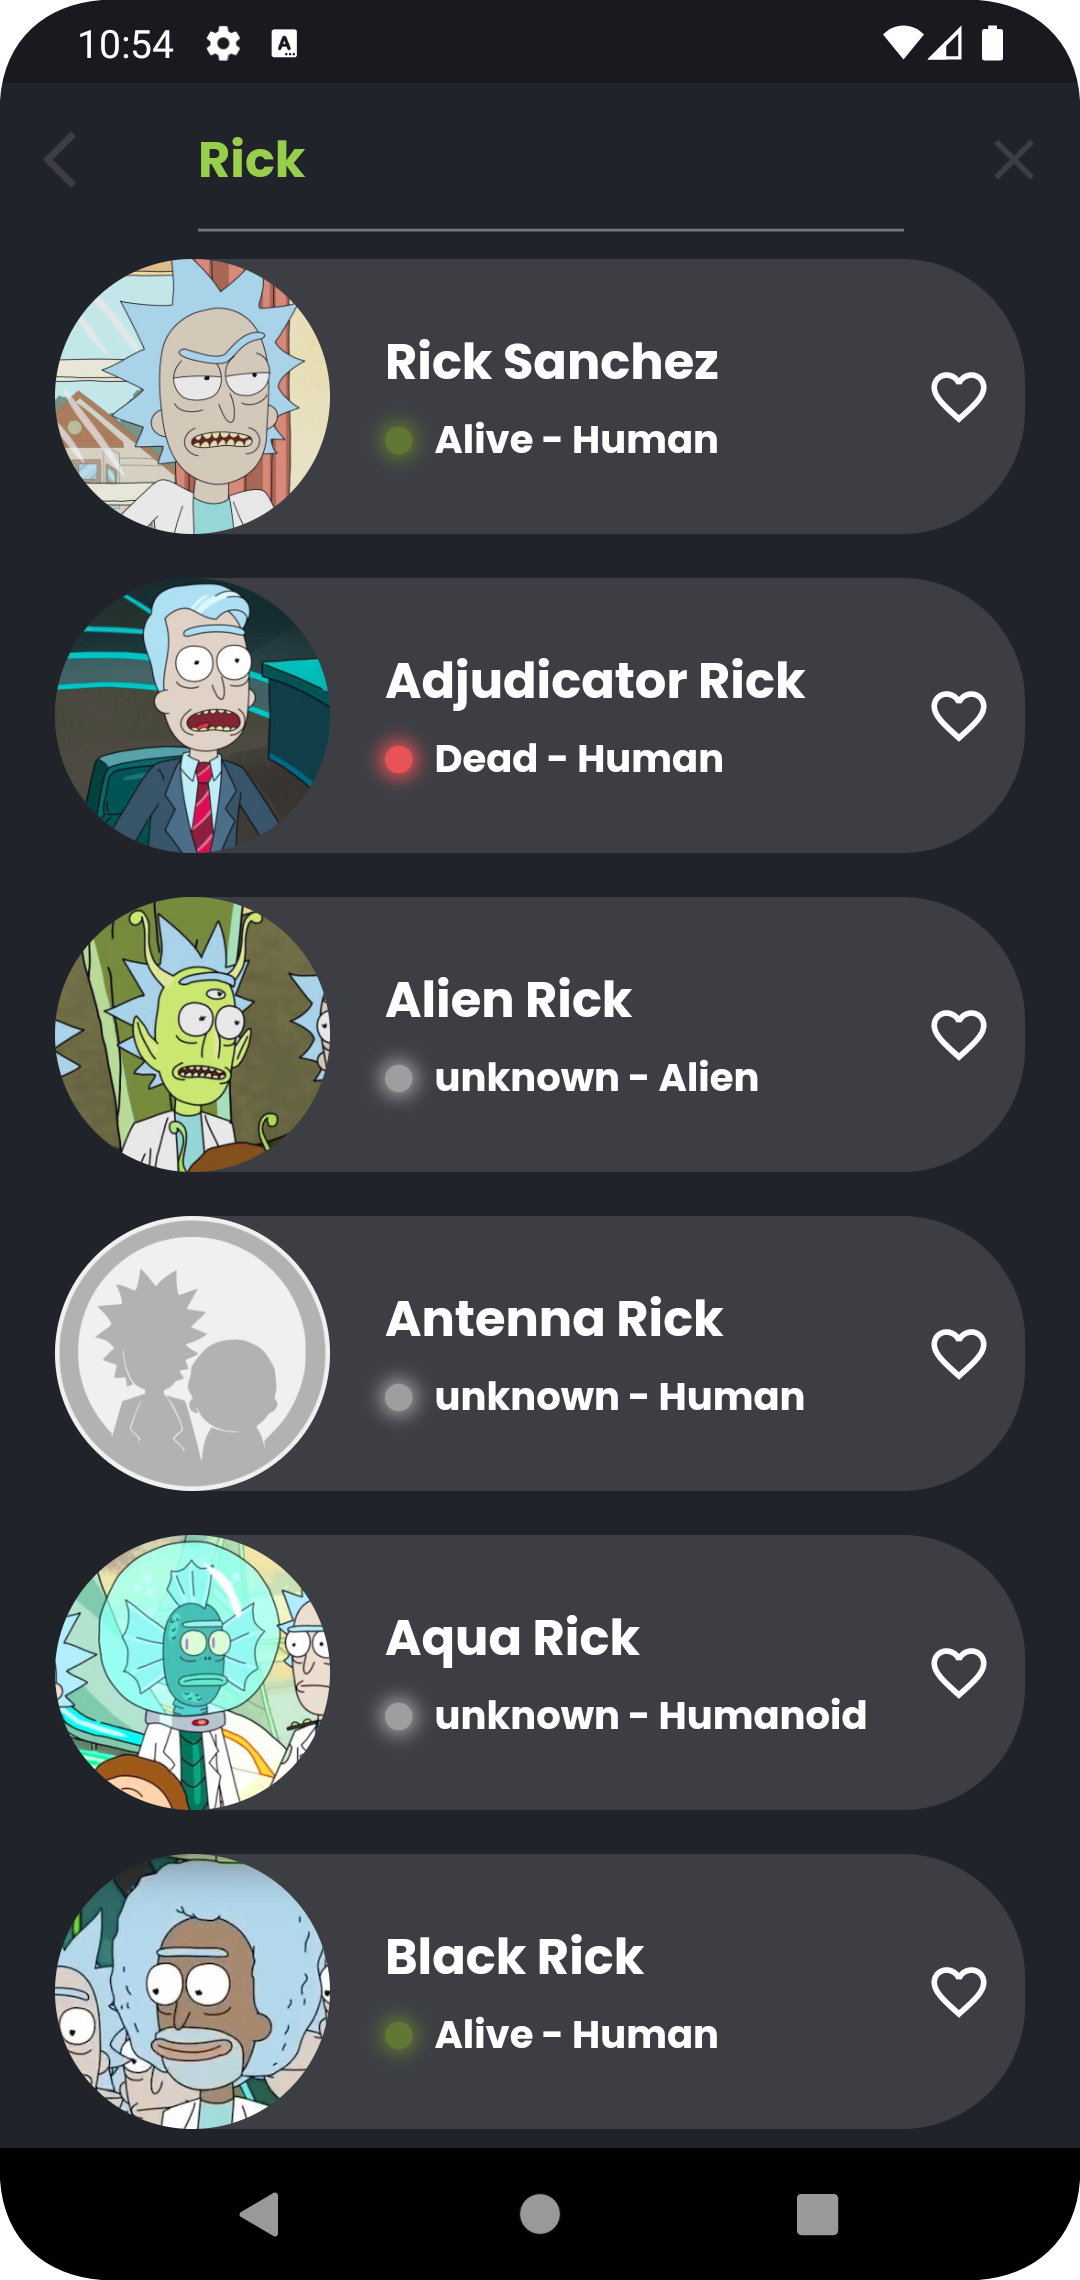 10:54
Rick
Rick Sanchez
Alive - Human
Adjudicator Rick
Dead - Human
Alien Rick
unknown - Alien
Antenna Rick
unknown - Human
Aqua Rick
unknown - Humanoid
Black Rick
Alive - Human